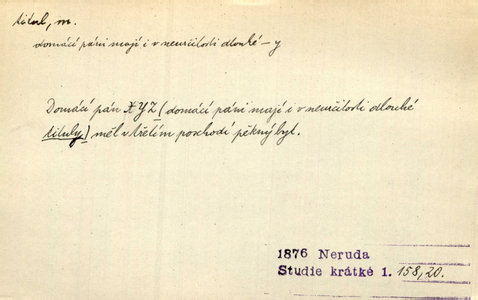 titul, m.
domácí páni mají i v neurčitosti dlouhé -y
Domácí pán X Y Z (domácí páni mají i v neurčitosti dlouhé
tituly) měl v třetím poschodí pěkný byt.
1876 Neruda
Studie krátké 1. 158,20.